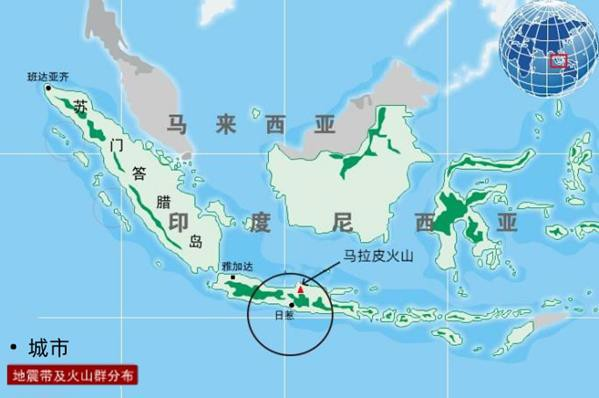 班达亚齐
苏门答腊岛
马来西亚
印度尼西亚
马拉皮火山
雅加达
日惹
• 城市
地震带及火山群分布